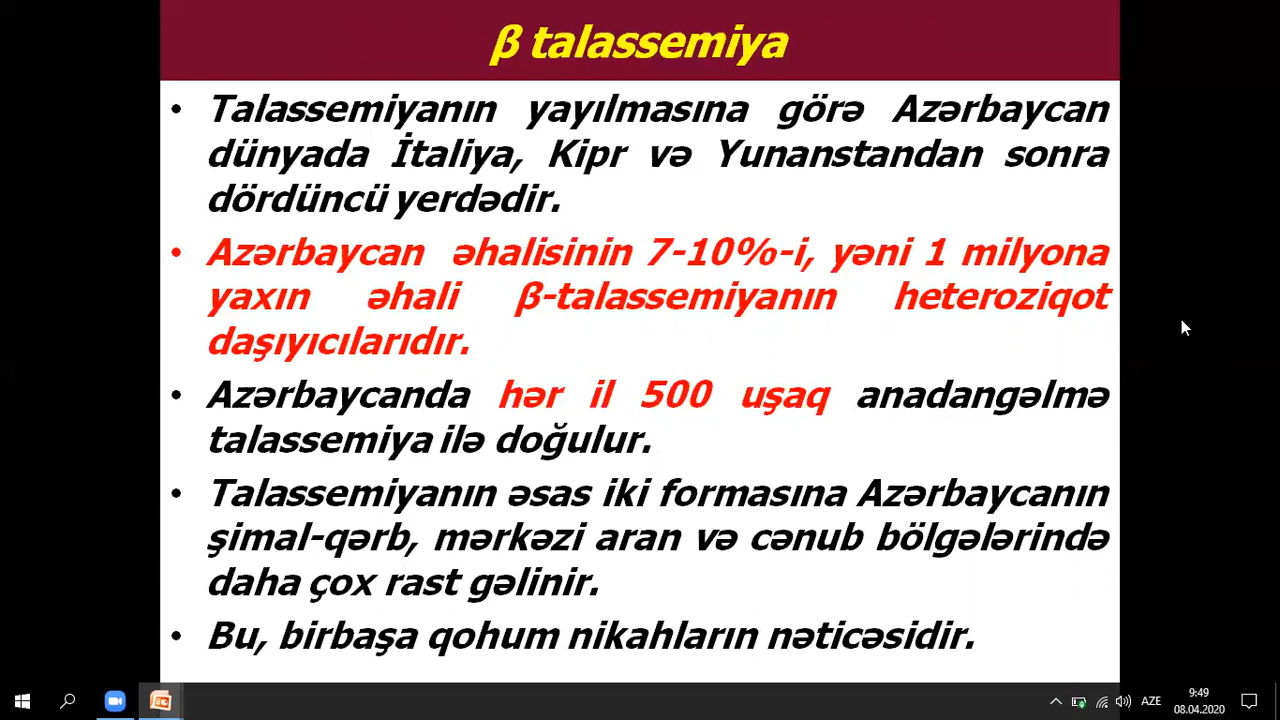 β talassemiya
• Talassemiyanın yayılmasına görə Azərbaycan
dünyada İtaliya, Kipr və Yunanstandan sonra
dördüncü yerdədir.
• Azərbaycan əhalisinin 7-10%-i, yəni 1 milyona
yaxın əhali β-talassemiyanın heteroziqot
daşıyıcılarıdır.
• Azərbaycanda hər il 500 uşaq anadangəlmə
talassemiya ilə doğulur.
• Talassemiyanın əsas iki formasına Azərbaycanın
şimal-qərb, mərkəzi aran və cənub bölgələrində
daha çox rast gəlinir.
• Bu, birbaşa qohum nikahların nəticəsidir.
AZE
9:49
08.04.2020